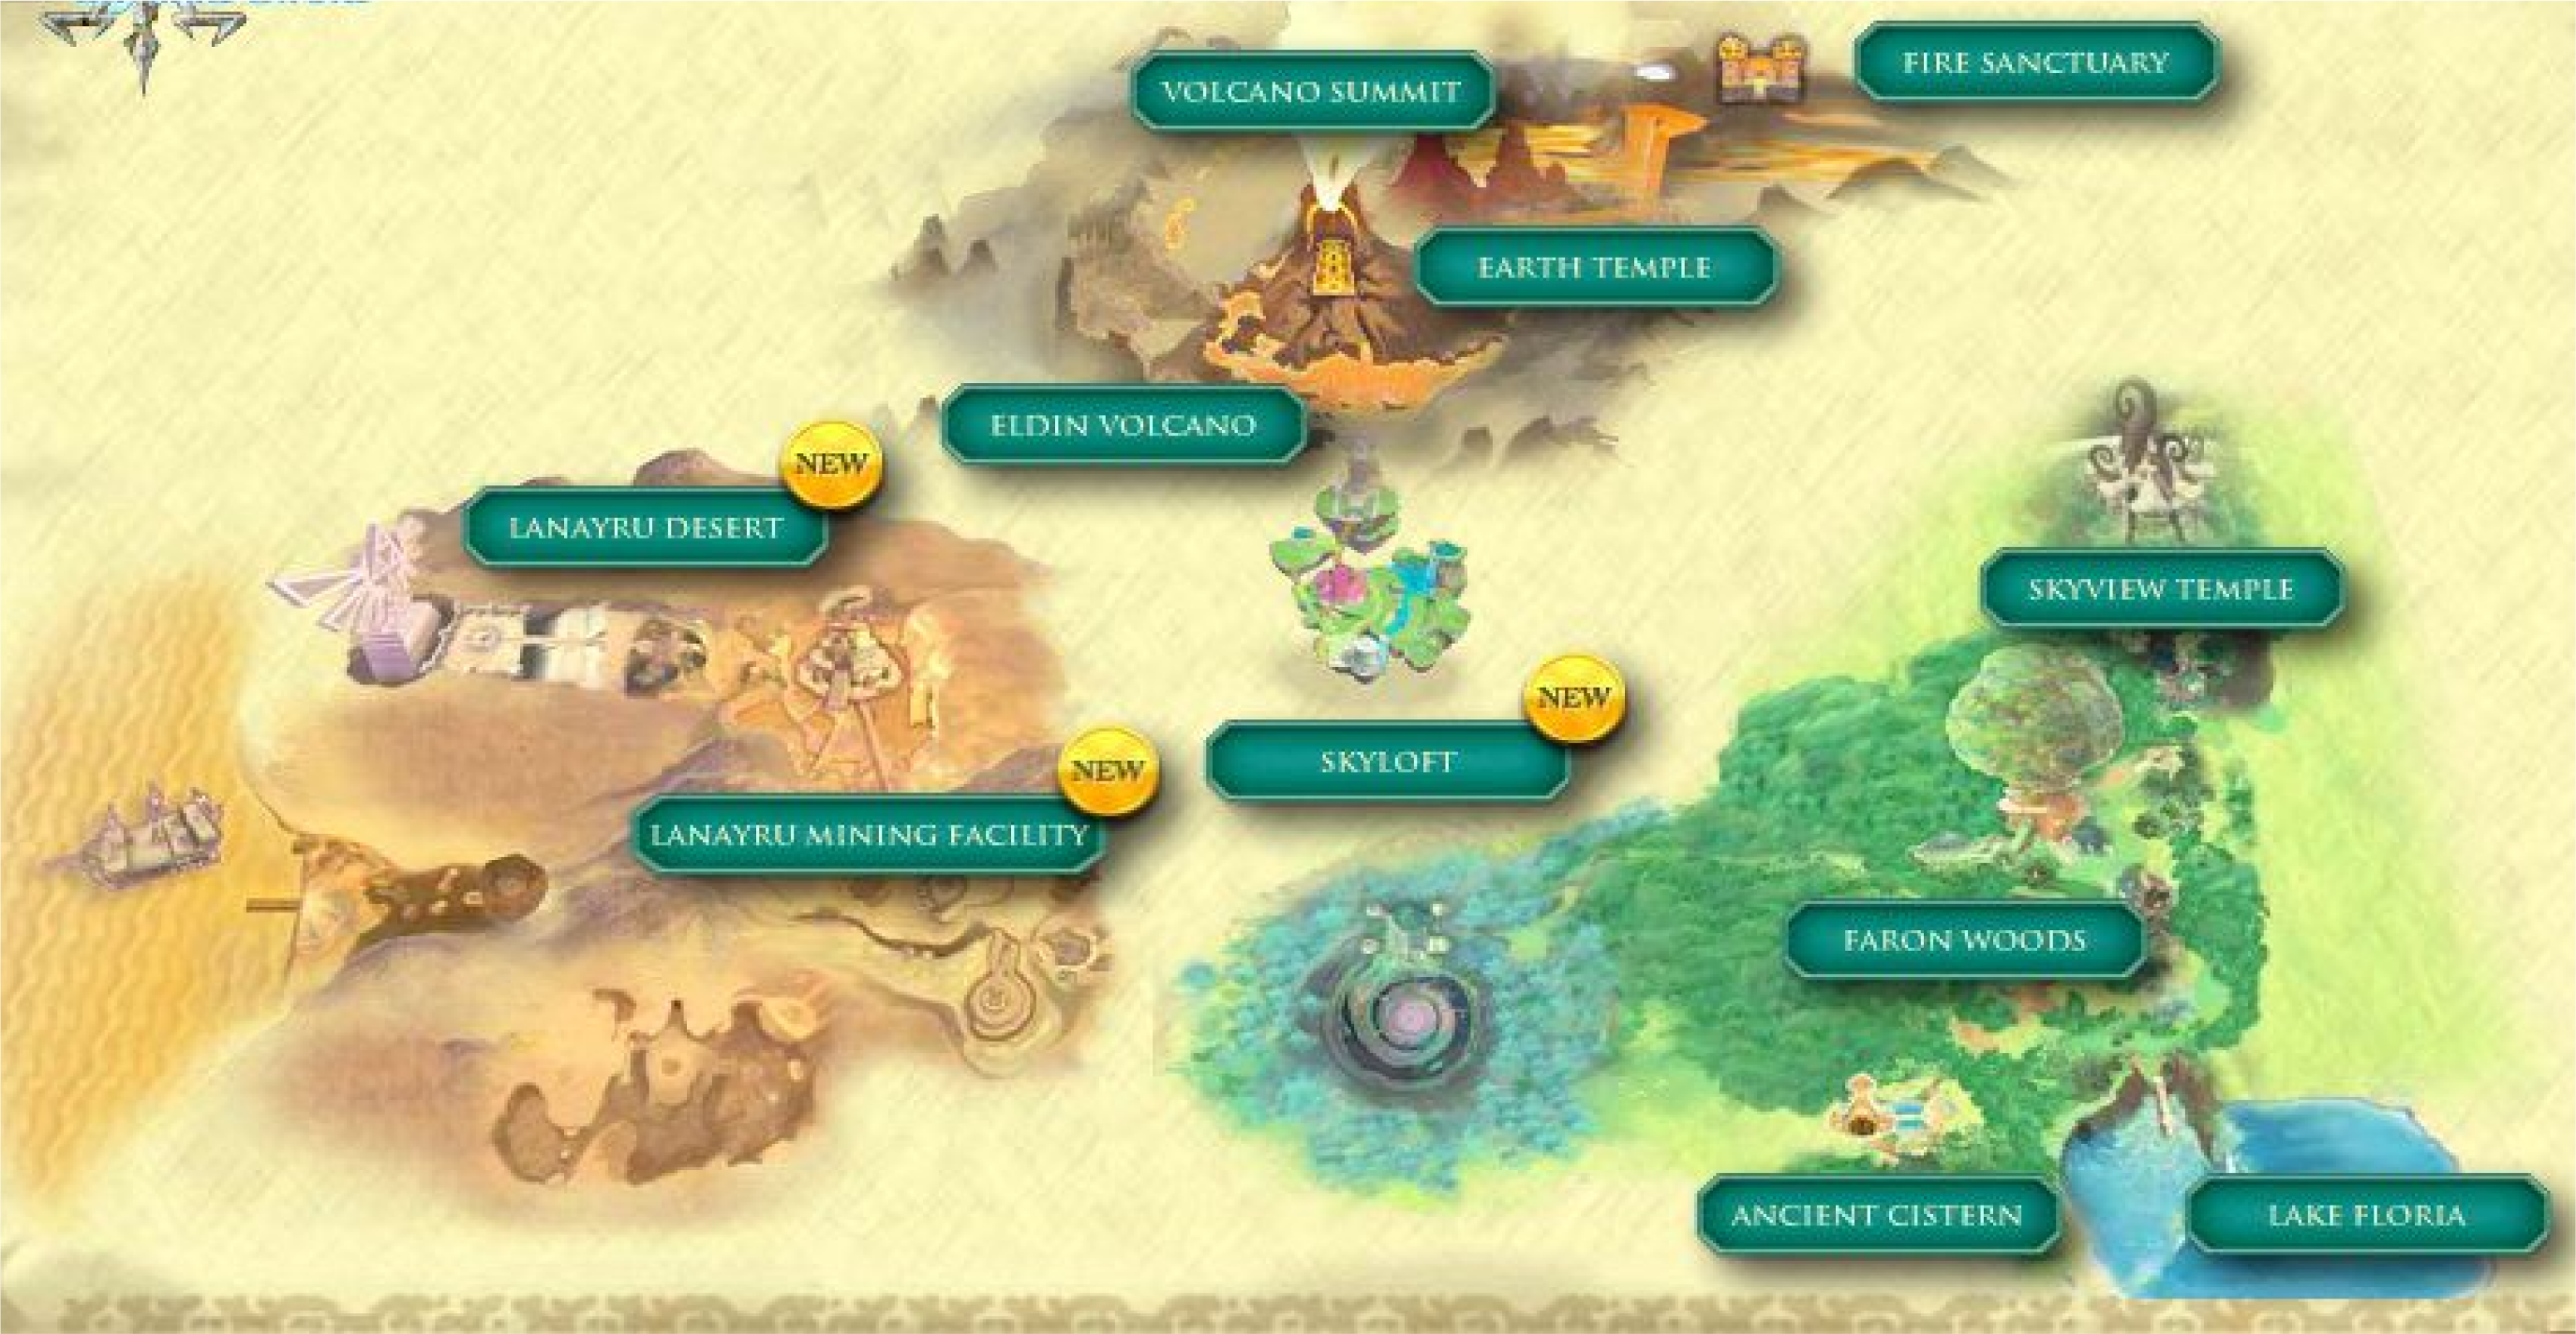 VOLCANO SUMMIT
FIRE SANCTUARY
EARTH TEMPLE
ELDIN VOLCANO
NEW
LANAYRU DESERT
SKYVIEW TEMPLE
NEW
SKYLOFT
NEW
LANAYRU MINING FACILITY
FARON WOODS
ANCIENT CISTERN
LAKE FLORIA